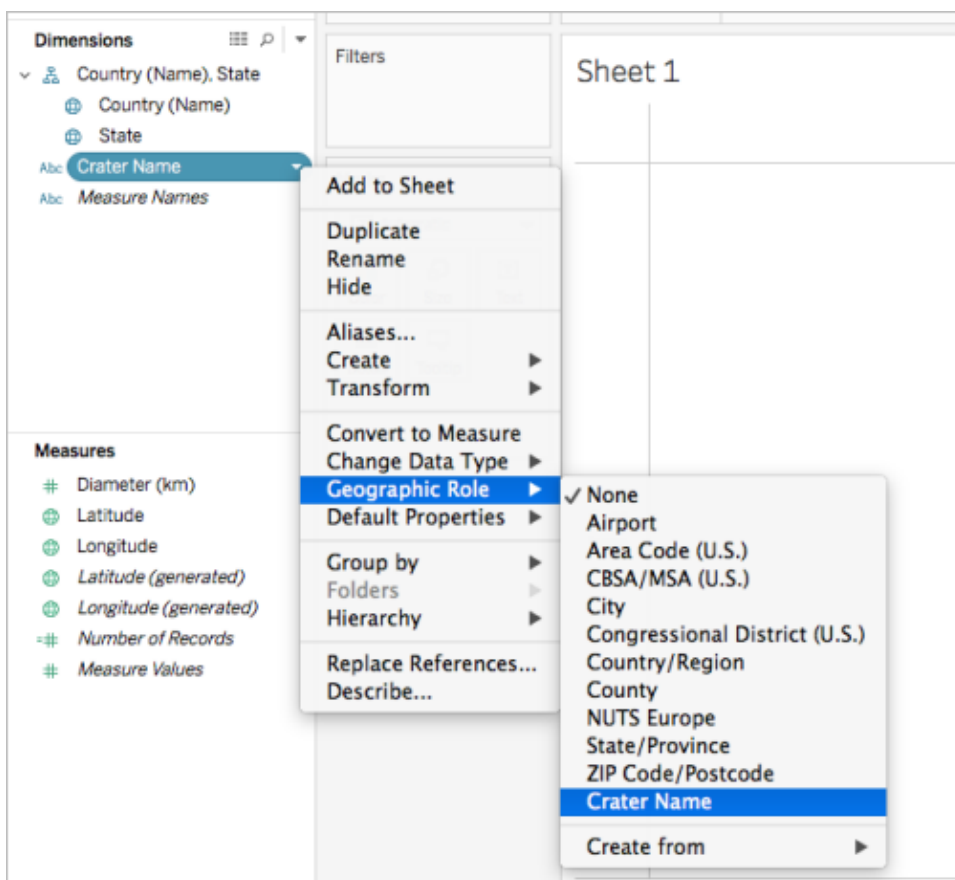 Dimensions
Country (Name), State
Country (Name)
State
Abc Crater Name
Abc Measure Names
Measures
Diameter (km)
Latitude
Longitude
Latitude (generated)
Longitude (generated)
Number of Records
Measure Values
Filters
Sheet 1
Add to Sheet
Duplicate
Rename
Hide
Aliases...
Create
Transform
Convert to Measure
Change Data Type
Geographic Role
Default Properties
Group by
Folders
Hierarchy
Replace References...
Describe...
None
Airport
Area Code (U.S.)
CBSA/MSA (U.S.)
City
Congressional District (U.S.)
Country/Region
County
NUTS Europe
State/Province
ZIP Code/Postcode
Crater Name
Create from